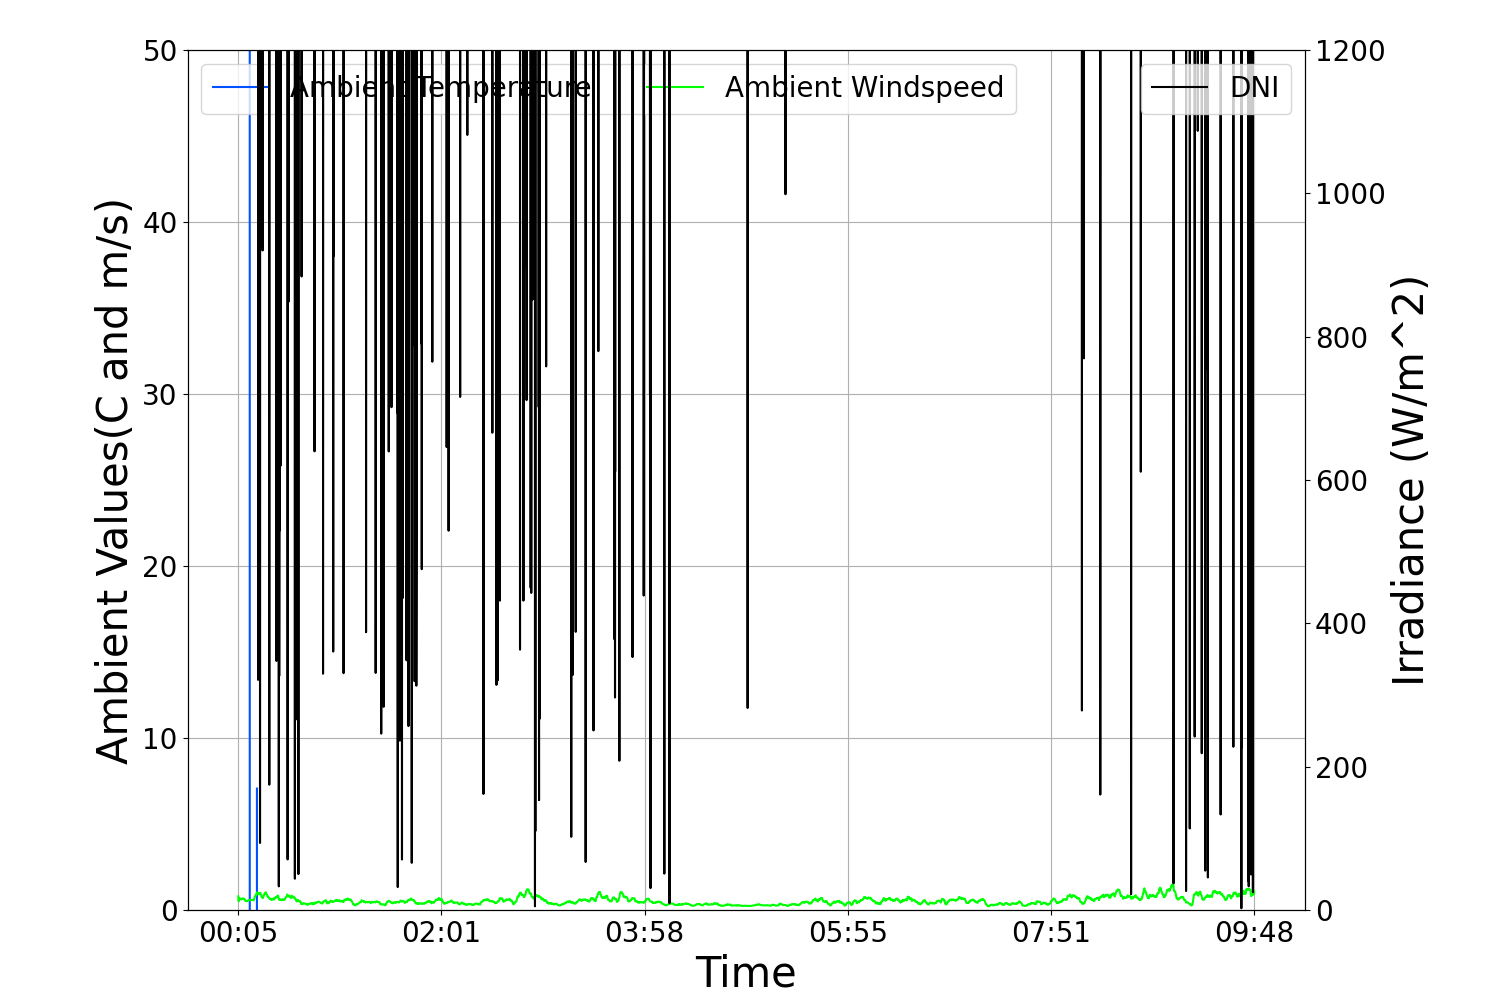 Ambient Temperature
Ambient Windspeed
DNI
50
40
30
20
10
0
Ambient Values(C and m/s)
1200
1000
800
600
400
200
0
Irradiance (W/m^2)
00:05 02:01 03:58 05:55 07:51 09:48
Time